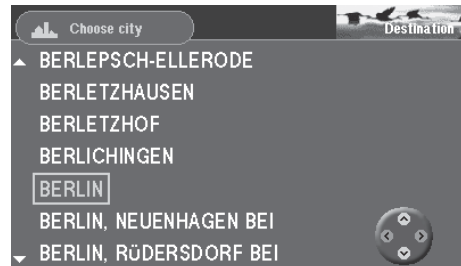 Choose city
Destination
BERLEPSCH-ELLERODE
BERLETZHAUSEN
BERLETZHOF
BERLICHINGEN
BERLIN
BERLIN, NEUENHAGEN BEI
BERLIN, RÜDERSDORF BEI